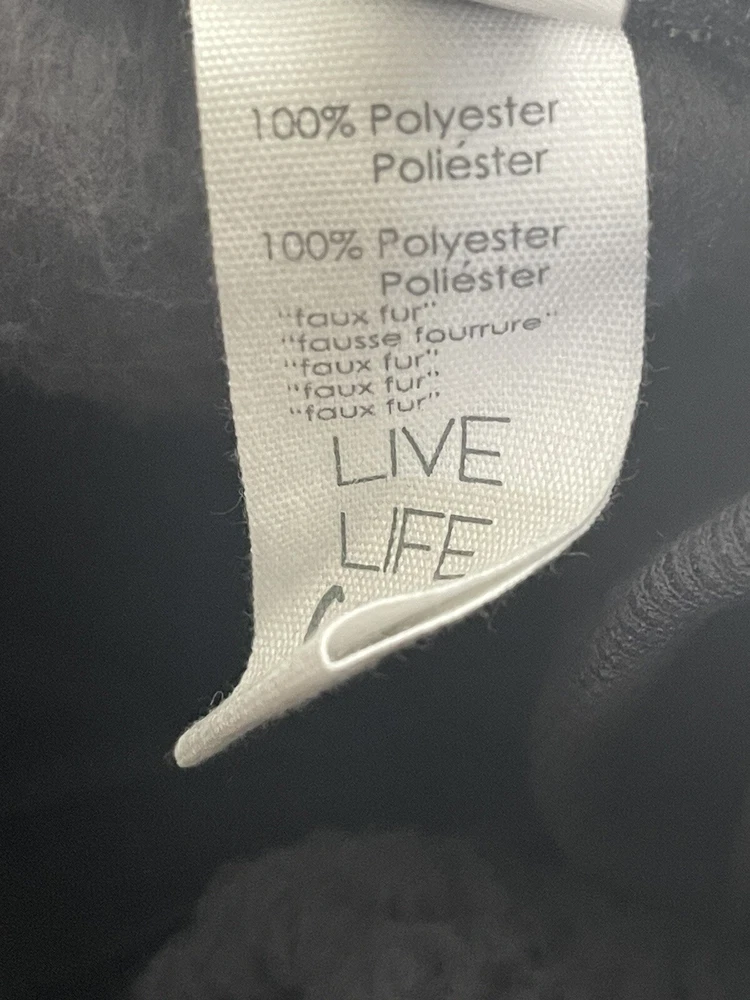 100% Polyester
Poliéster
100% Polyester
Poliéster
"faux fur"
"fausse fourrure"
"faux fur"
"faux fur"
"faux fur"
LIVE
LIFE